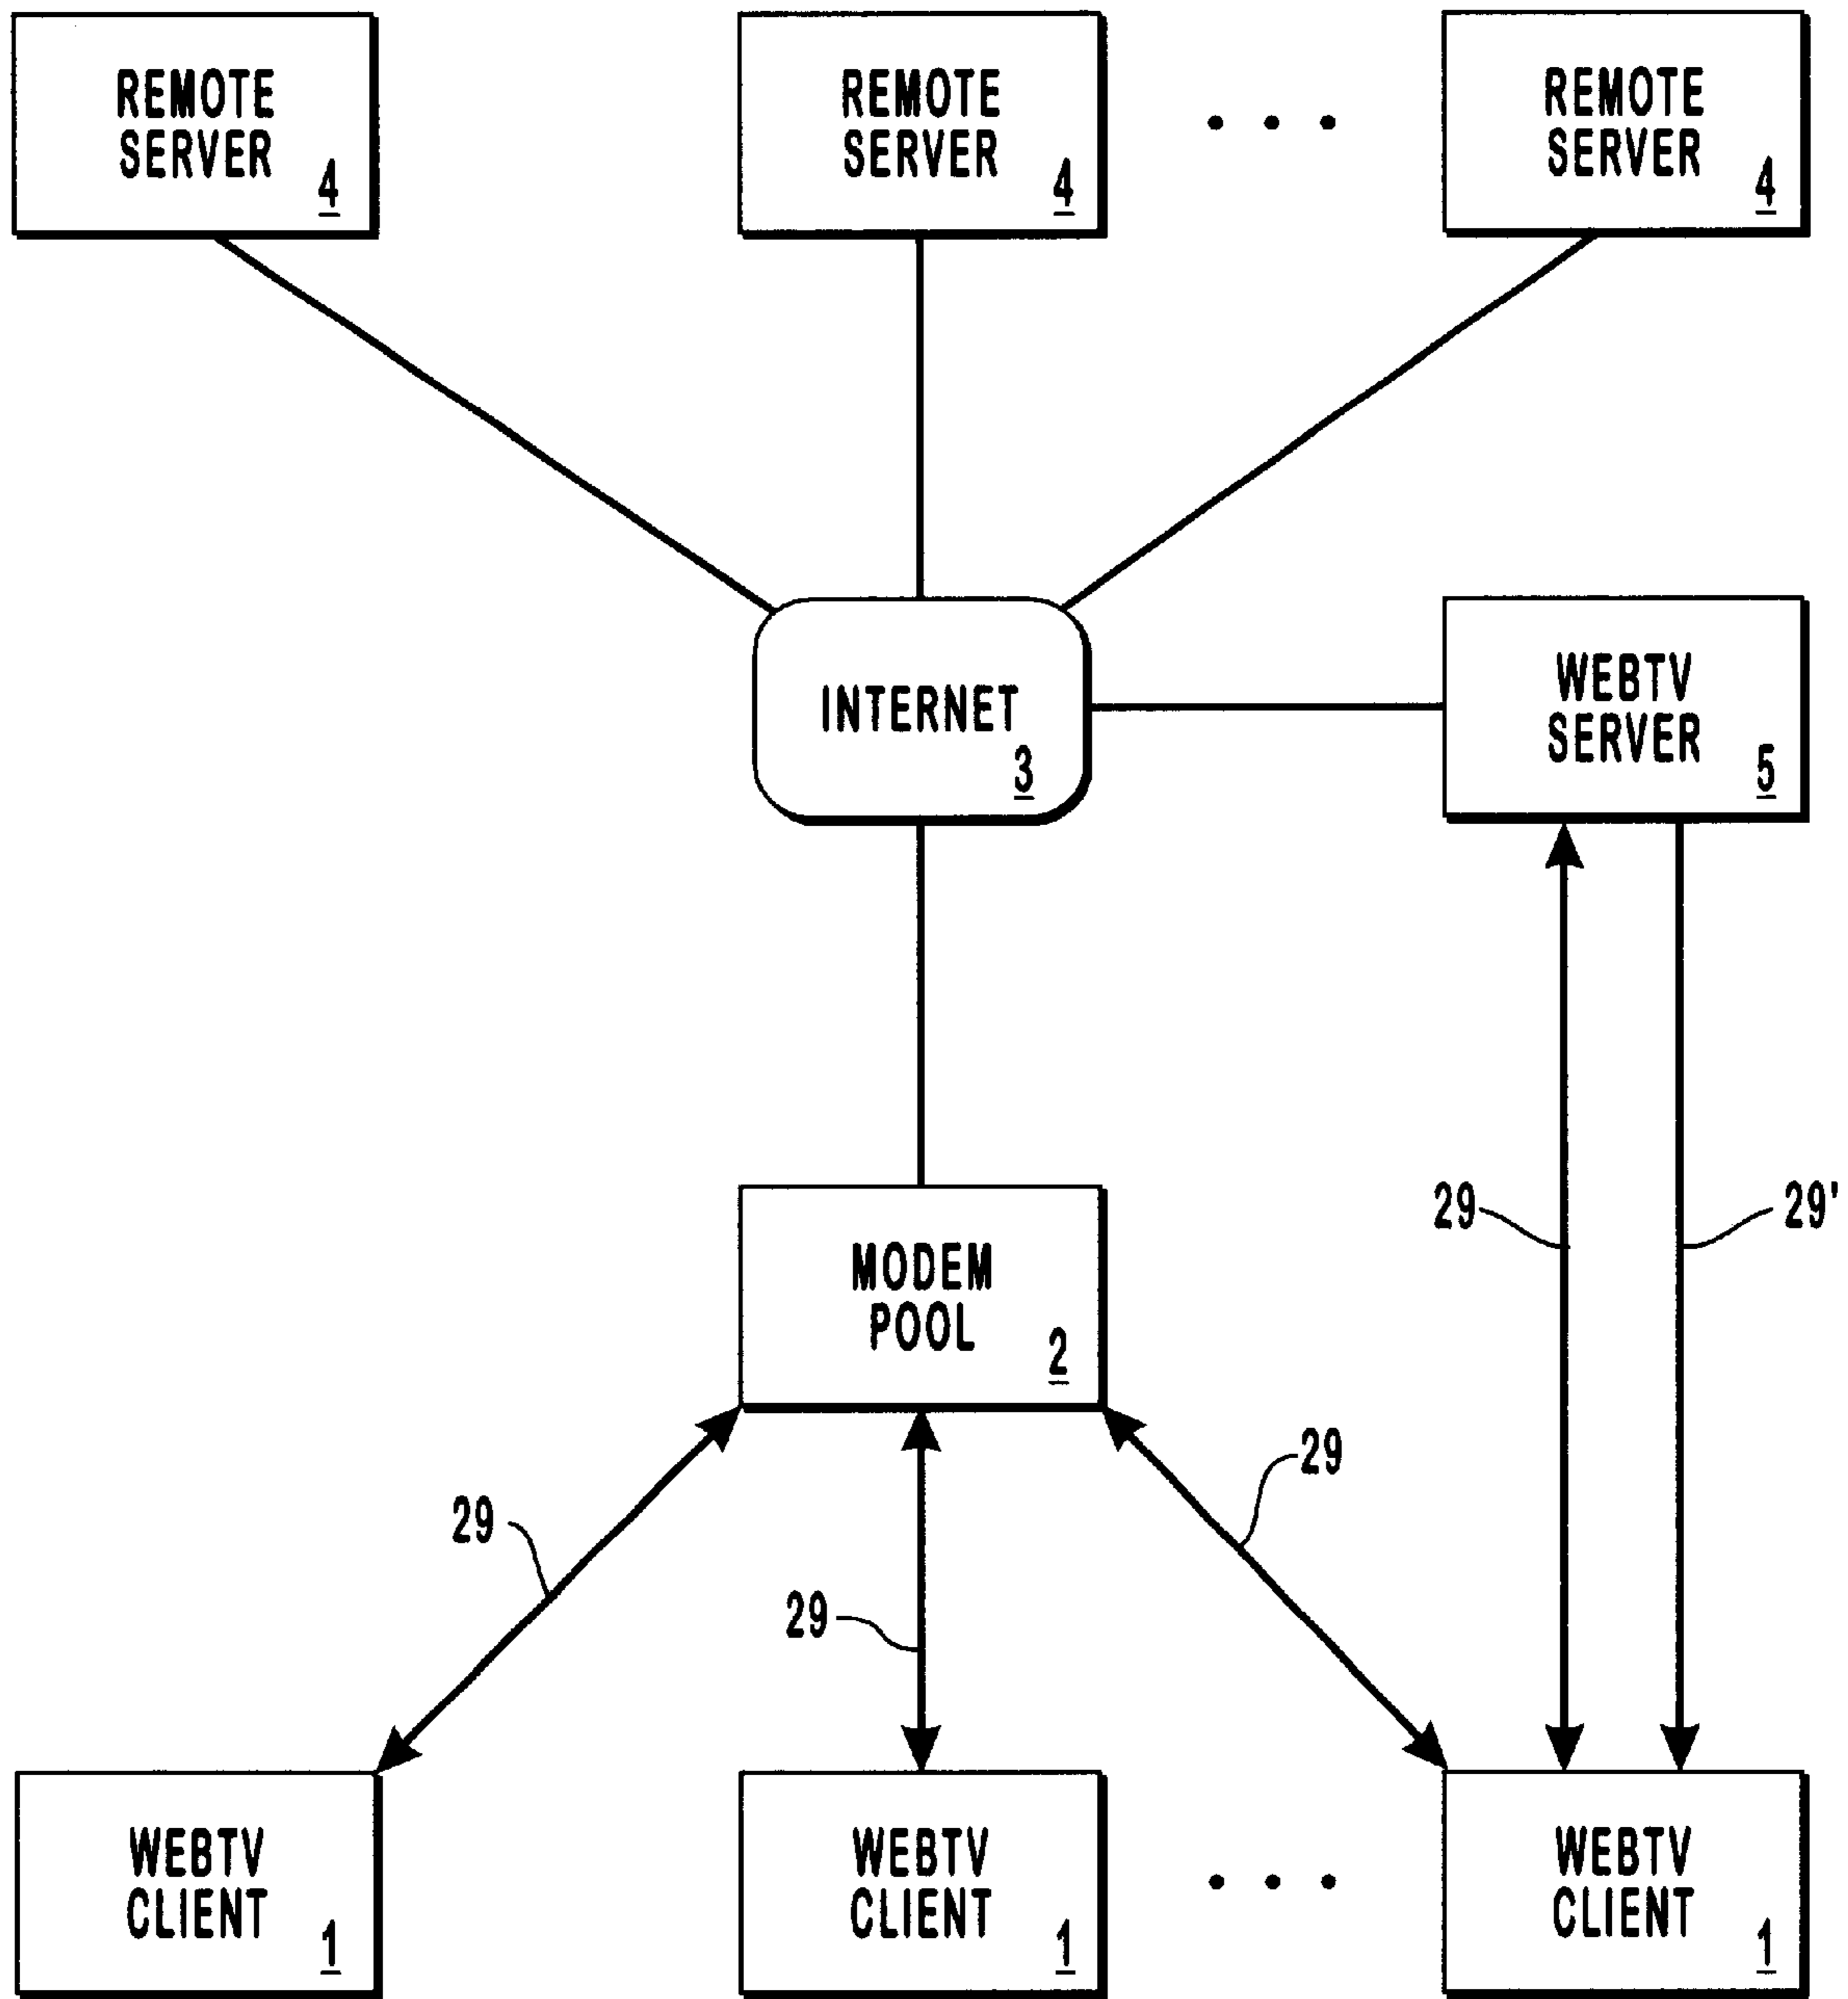 REMOTE
SERVER
4
REMOTE
SERVER
4
REMOTE
SERVER
4
INTERNET
3
WEBTV
SERVER
5
29
29'
MODEM
POOL
2
29
29
29
WEBTV
CLIENT
1
WEBTV
CLIENT
1
WEBTV
CLIENT
1